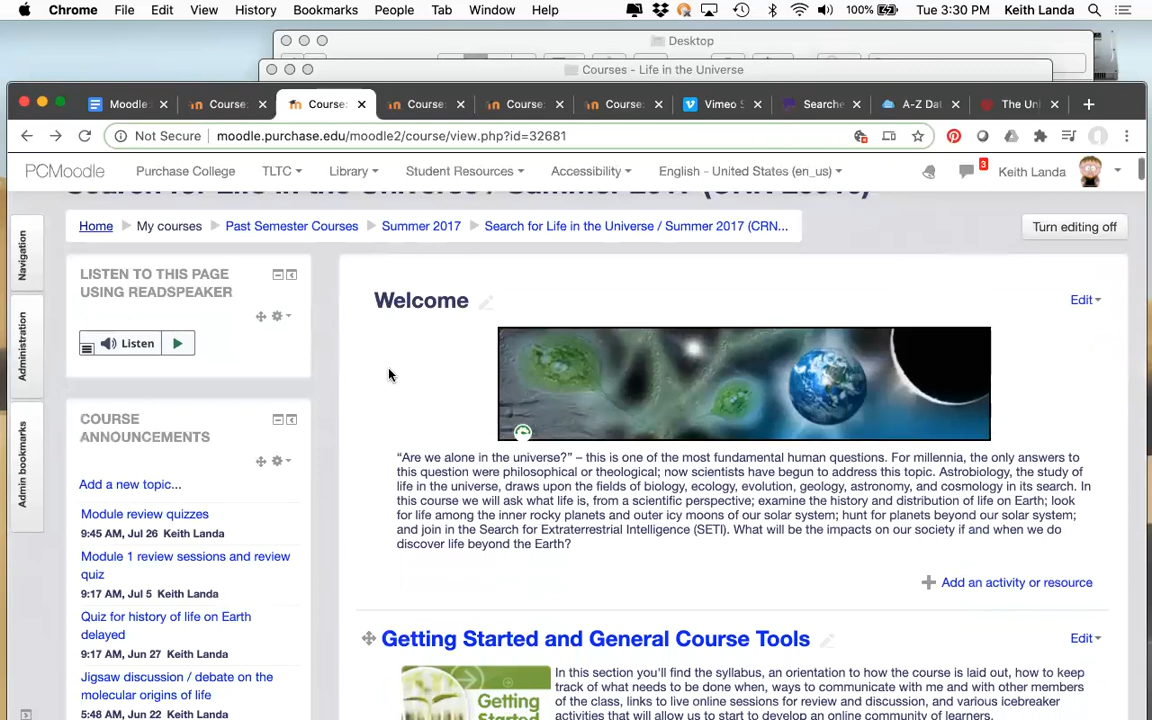 Chrome File Edit View History Bookmarks People Tab Window Help 100% Tue 3:30 PM Keith Landa
Desktop
Courses - Life in the Universe
Moodle: Course: Course: Course: Course: Course: Vimeo S Searche A-Z Dat The Uni
Not Secure moodle.purchase.edu/moodle2/course/view.php?id=32681
PCMoodle Purchase College TLTC Library Student Resources Accessibility English - United States (en_us) 3 Keith Landa
Search for Life in the Universe / Summer 2017
Home My courses Past Semester Courses Summer 2017 Search for Life in the Universe / Summer 2017 (CRN... Turn editing off
Navigation
Administration
Admin bookmarks
LISTEN TO THIS PAGE
USING READSPEAKER
Listen
COURSE
ANNOUNCEMENTS
Add a new topic...
Module review quizzes
9:45 AM, Jul 26 Keith Landa
Module 1 review sessions and review
quiz
9:17 AM, Jul 5 Keith Landa
Quiz for history of life on Earth
delayed
9:17 AM, Jun 27 Keith Landa
Jigsaw discussion / debate on the
molecular origins of life
5:48 AM, Jun 22 Keith Landa
Welcome Edit
“Are we alone in the universe?” – this is one of the most fundamental human questions. For millennia, the only answers to
this question were philosophical or theological; now scientists have begun to address this topic. Astrobiology, the study of
life in the universe, draws upon the fields of biology, ecology, evolution, geology, astronomy, and cosmology in its search. In
this course we will ask what life is, from a scientific perspective; examine the history and distribution of life on Earth; look
for life among the inner rocky planets and outer icy moons of our solar system; hunt for planets beyond our solar system;
and join in the Search for Extraterrestrial Intelligence (SETI). What will be the impacts on our society if and when we do
discover life beyond the Earth?
Add an activity or resource
Getting Started and General Course Tools Edit
Getting
Started
In this section you'll find the syllabus, an orientation to how the course is laid out, how to keep
track of what needs to be done when, ways to communicate with me and with other members
of the class, links to live online sessions for review and discussion, and various icebreaker
activities that will allow us to start to develop an online community of learners.